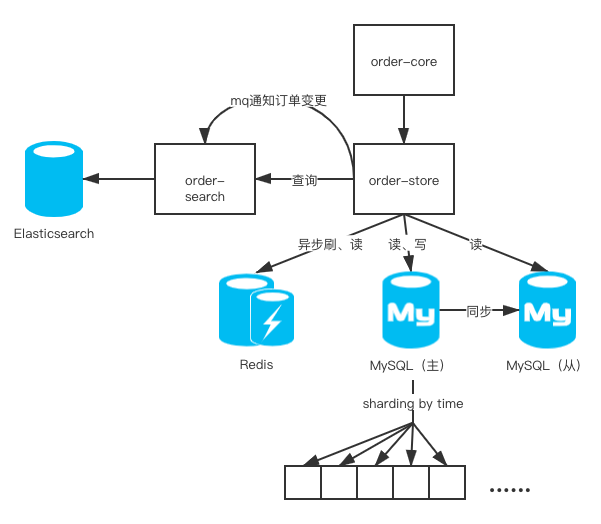 order-core
mq通知订单变更
order-
search
查询
order-store
Elasticsearch
异步刷、读
读、写
读
My
同步
My
Redis
MySQL（主）
MySQL（从）
sharding by time
······